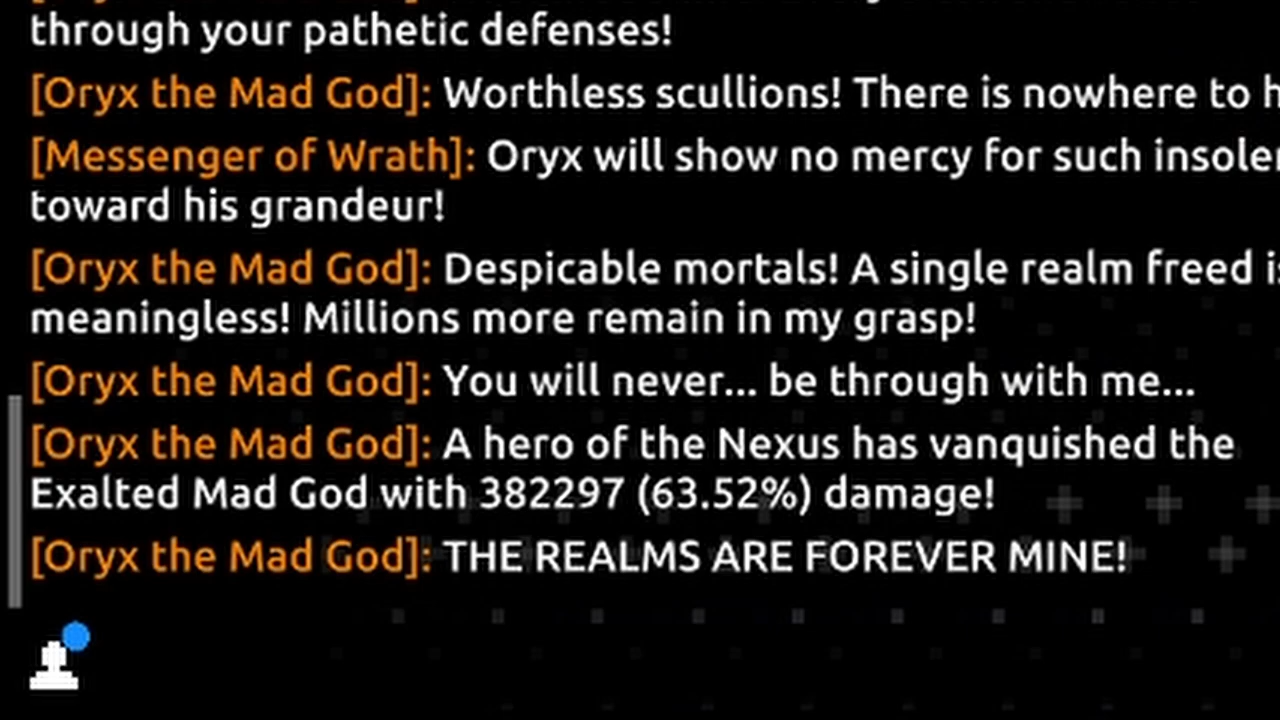 through your pathetic defenses!
[Oryx the Mad God]: Worthless scullions! There is nowhere to
[Messenger of Wrath]: Oryx will show no mercy for such
toward his grandeur!
[Oryx the Mad God]: Despicable mortals! A single realm freed
meaningless! Millions more remain in my grasp!
[Oryx the Mad God]: You will never... be through with me...
[Oryx the Mad God]: A hero of the Nexus has vanquished the
Exalted Mad God with 382297 (63.52%) damage!
[Oryx the Mad God]: THE REALMS ARE FOREVER MINE!